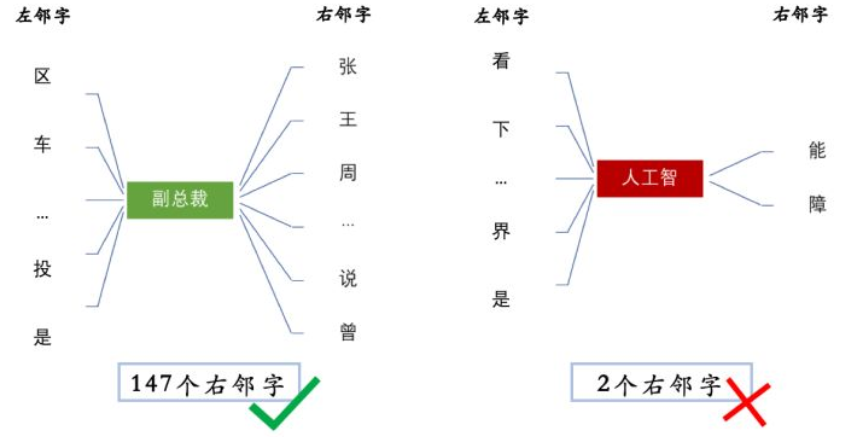 左邻字
右邻字
区
车
...
投
是
副总裁
张
王
周
...
说
曾
147个右邻字
左邻字
右邻字
看
下
...
界
是
人工智
能
障
2个右邻字